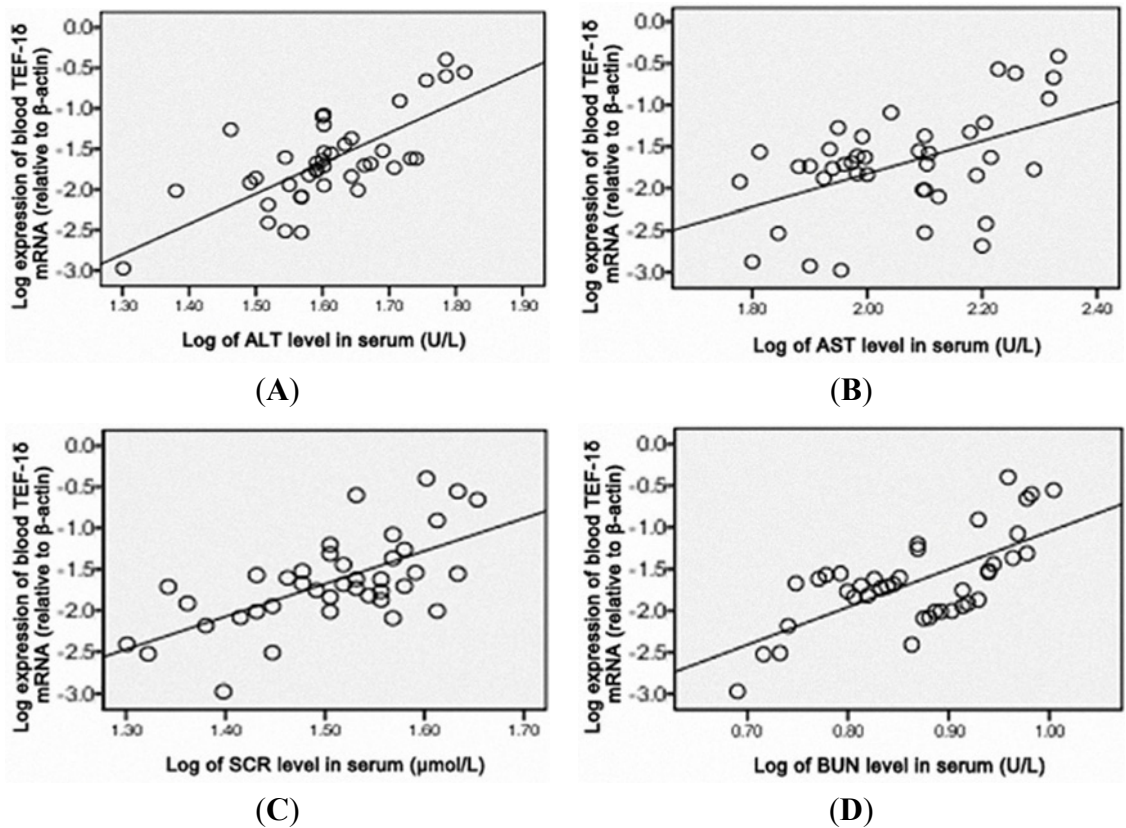 0.0
-0.5
-1.0
-1.5
-2.0
-2.5
-3.0
Log expression of blood TEF-1δ
mRNA (relative to β-actin)
1.30 1.40 1.50 1.60 1.70 1.80 1.90
Log of ALT level in serum (U/L)
(A)
0.0
-0.5
-1.0
-1.5
-2.0
-2.5
-3.0
Log expression of blood TEF-1δ
mRNA (relative to β-actin)
1.80 2.00 2.20 2.40
Log of AST level in serum (U/L)
(B)
0.0
-0.5
-1.0
-1.5
-2.0
-2.5
-3.0
Log expression of blood TEF-1δ
mRNA (relative to β-actin)
1.30 1.40 1.50 1.60 1.70
Log of SCR level in serum (μmol/L)
(C)
0.0
-0.5
-1.0
-1.5
-2.0
-2.5
-3.0
Log expression of blood TEF-1δ
mRNA (relative to β-actin)
0.70 0.80 0.90 1.00
Log of BUN level in serum (U/L)
(D)